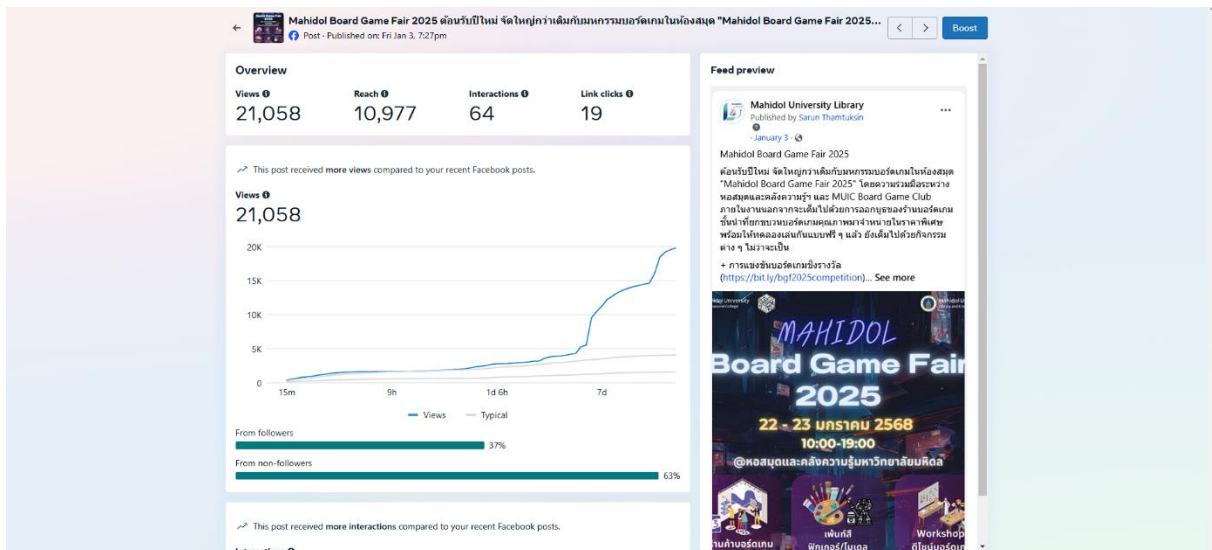 Mahidol Board Game Fair 2025 ต้อนรับปีใหม่ จัดใหญ่กว่าเดิมกับมหกรรมบอร์ดเกมในห้องสมุด "Mahidol Board Game Fair 2025...
Post · Published on: Fri Jan 3, 7:27pm
Boost
Overview
Views
Reach
Interactions
Link clicks
21,058
10,977
64
19
This post received more views compared to your recent Facebook posts.
Views
21,058
20K
15K
10K
5K
0
15m
9h
1d 6h
7d
Views
Typical
From followers
37%
From non-followers
63%
This post received more interactions compared to your recent Facebook posts.
Feed preview
Mahidol University Library
Published by Sarun Thamtuksin
· January 3 ·
Mahidol Board Game Fair 2025
ต้อนรับปีใหม่ จัดใหญ่กว่าเดิมกับมหกรรมบอร์ดเกมในห้องสมุด
"Mahidol Board Game Fair 2025" โดยความร่วมมือระหว่าง
หอสมุดและคลังความรู้ฯ และ MUIC Board Game Club
ภายในงานนอกจากจะเต็มไปด้วยการออกบูธของร้านบอร์ดเกม
ชั้นนำที่ยกขบวนบอร์ดเกมคุณภาพมาจำหน่ายในราคาพิเศษ
พร้อมให้ทดลองเล่นกันแบบฟรี ๆ แล้ว ยังเต็มไปด้วยกิจกรรม
ต่าง ๆ ไม่ว่าจะเป็น
+ การแข่งขันบอร์ดเกมชิงรางวัล
(https://bit.ly/bgf2025competition)... See more
MAHIDOL
Board Game Fair
2025
22 - 23 มกราคม 2568
10:00-19:00
@หอสมุดและคลังความรู้มหาวิทยาลัยมหิดล
เพ้นท์สี
ฟิกเกอร์/โมเดล
Workshop